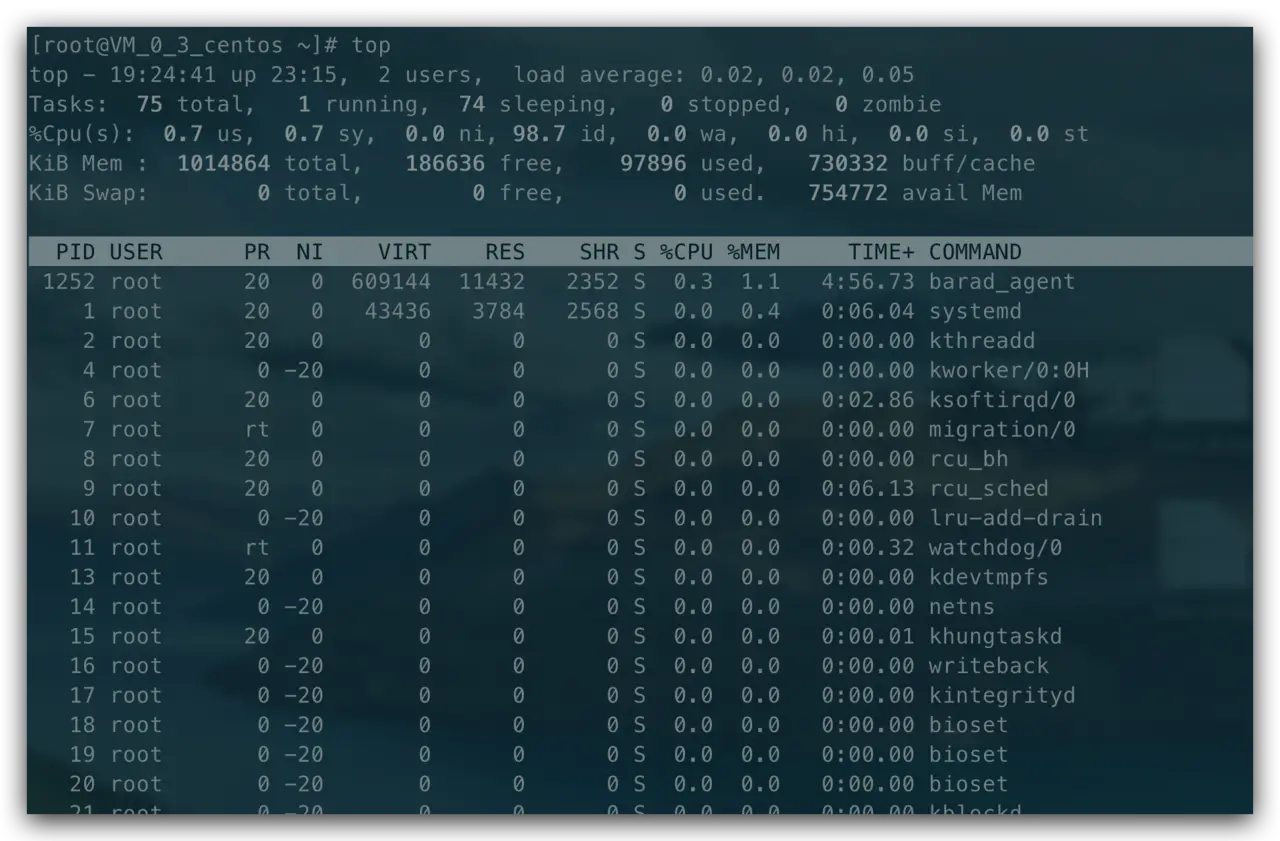 [root@VM_0_3_centos ~]# top
top - 19:24:41 up 23:15,  2 users,  load average: 0.02, 0.02, 0.05
Tasks:  75 total,   1 running,  74 sleeping,   0 stopped,   0 zombie
%Cpu(s):  0.7 us,  0.7 sy,  0.0 ni, 98.7 id,  0.0 wa,  0.0 hi,  0.0 si,  0.0 st
KiB Mem :  1014864 total,   186636 free,    97896 used,   730332 buff/cache
KiB Swap:        0 total,        0 free,        0 used.   754772 avail Mem
PID USER      PR  NI    VIRT    RES    SHR S %CPU %MEM     TIME+ COMMAND
1252 root      20   0  609144  11432   2352 S  0.3  1.1   4:56.73 barad_agent
1 root      20   0   43436   3784   2568 S  0.0  0.4   0:06.04 systemd
2 root      20   0       0      0      0 S  0.0  0.0   0:00.00 kthreadd
4 root       0 -20       0      0      0 S  0.0  0.0   0:00.00 kworker/0:0H
6 root      20   0       0      0      0 S  0.0  0.0   0:02.86 ksoftirqd/0
7 root      rt   0       0      0      0 S  0.0  0.0   0:00.00 migration/0
8 root      20   0       0      0      0 S  0.0  0.0   0:00.00 rcu_bh
9 root      20   0       0      0      0 S  0.0  0.0   0:06.13 rcu_sched
10 root       0 -20       0      0      0 S  0.0  0.0   0:00.00 lru-add-drain
11 root      rt   0       0      0      0 S  0.0  0.0   0:00.32 watchdog/0
13 root      20   0       0      0      0 S  0.0  0.0   0:00.00 kdevtmpfs
14 root       0 -20       0      0      0 S  0.0  0.0   0:00.00 netns
15 root      20   0       0      0      0 S  0.0  0.0   0:00.01 khungtaskd
16 root       0 -20       0      0      0 S  0.0  0.0   0:00.00 writeback
17 root       0 -20       0      0      0 S  0.0  0.0   0:00.00 kintegrityd
18 root       0 -20       0      0      0 S  0.0  0.0   0:00.00 bioset
19 root       0 -20       0      0      0 S  0.0  0.0   0:00.00 bioset
20 root       0 -20       0      0      0 S  0.0  0.0   0:00.00 bioset
21 root       0 -20       0      0      0 S  0.0  0.0   0:00.00 kblockd